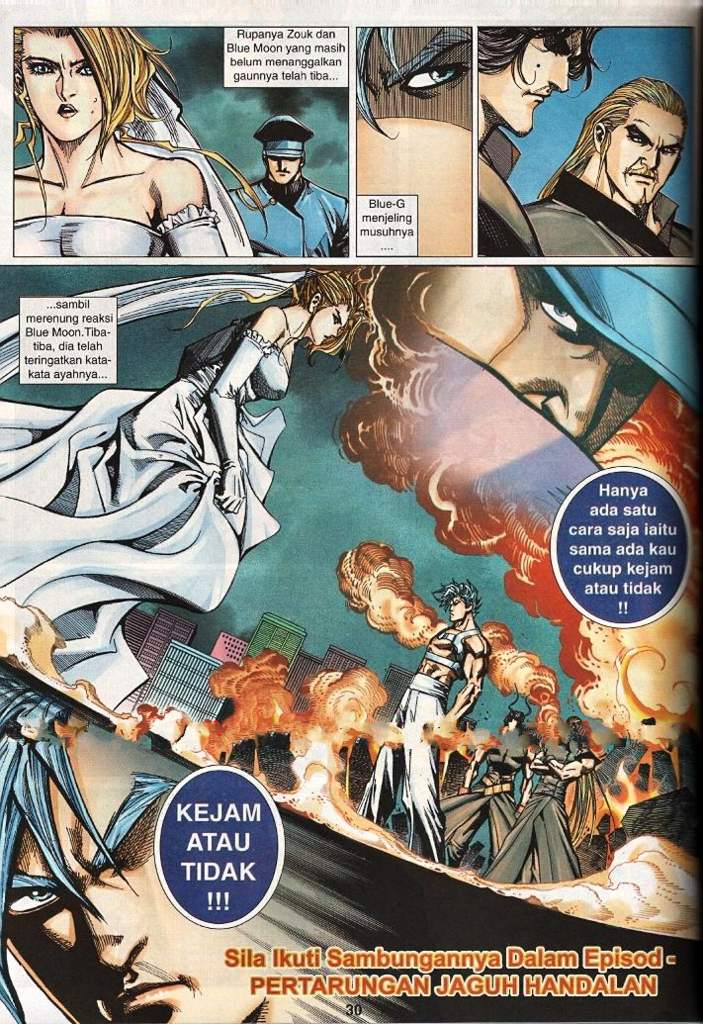 Rupanya Zouk dan
Blue Moon yang masih
belum menanggalkan
gaunnya telah tiba...
Blue-G
menjeling
musuhnya
....
...sambil
merenung reaksi
Blue Moon.Tiba-
tiba, dia telah
teringatkan kata-
kata ayahnya...
Hanya
ada satu
cara saja iaitu
sama ada kau
cukup kejam
atau tidak
!!
KEJAM
ATAU
TIDAK
!!!
Sila Ikuti Sambungannya Dalam Episod -
PERTARUNGAN JAGUH HANDALAN
30